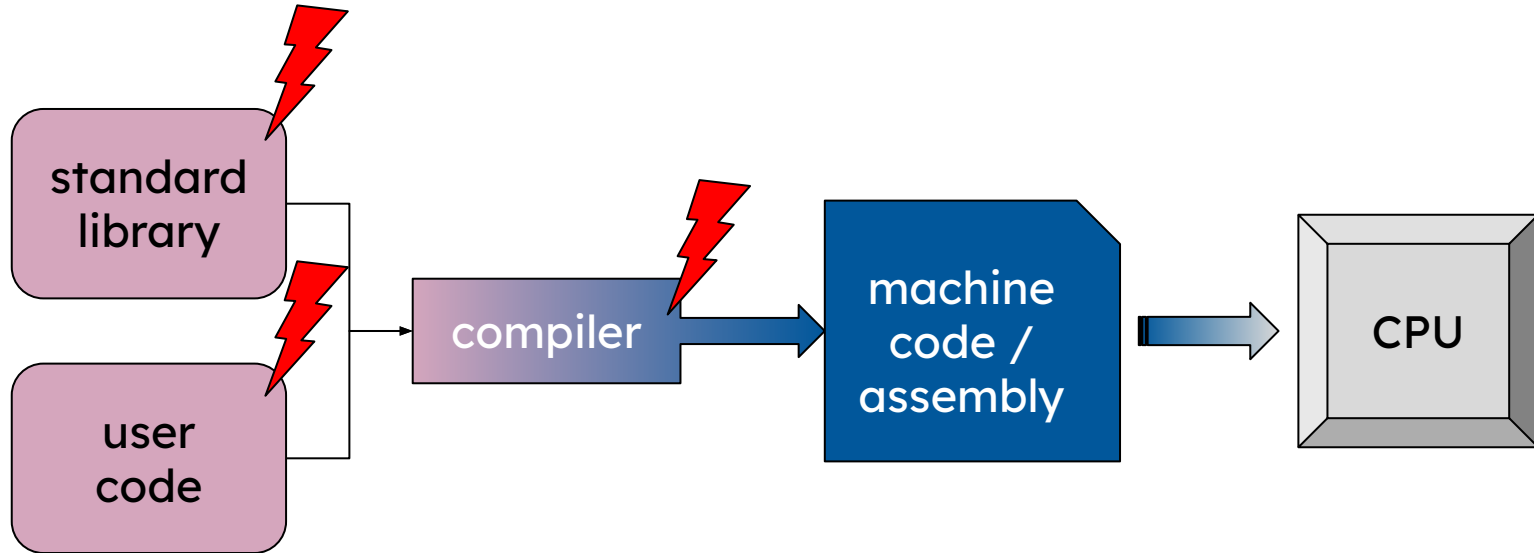 standard
library
user
code
compiler
machine
code /
assembly
CPU